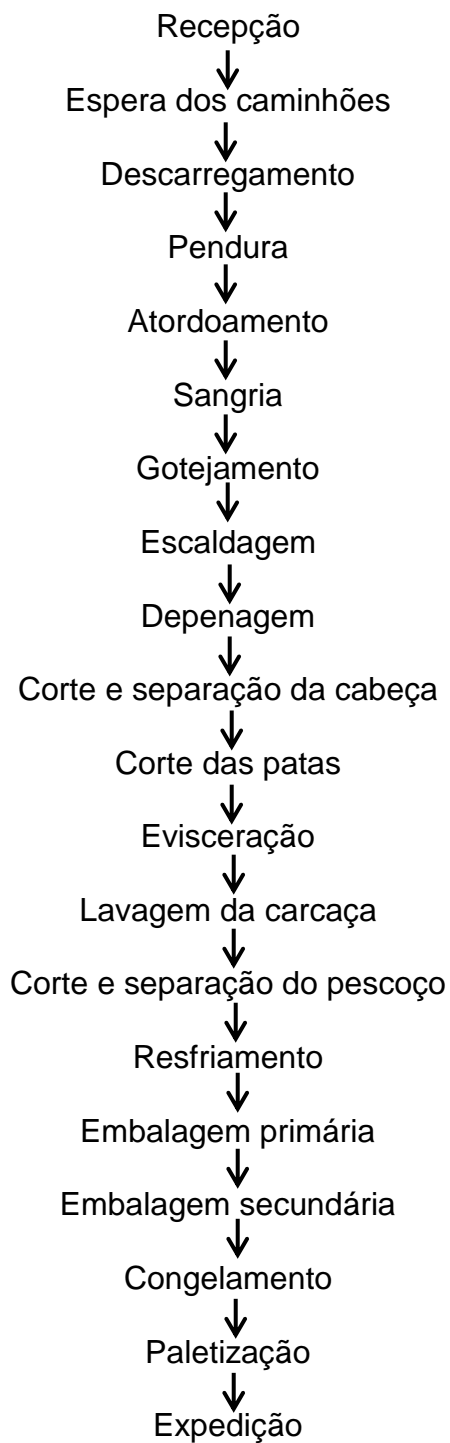 Recepção
Espera dos caminhões
Descarregamento
Pendura
Atordoamento
Sangria
Gotejamento
Escaldagem
Depenagem
Corte e separação da cabeça
Corte das patas
Evisceração
Lavagem da carcaça
Corte e separação do pescoço
Resfriamento
Embalagem primária
Embalagem secundária
Congelamento
Paletização
Expedição